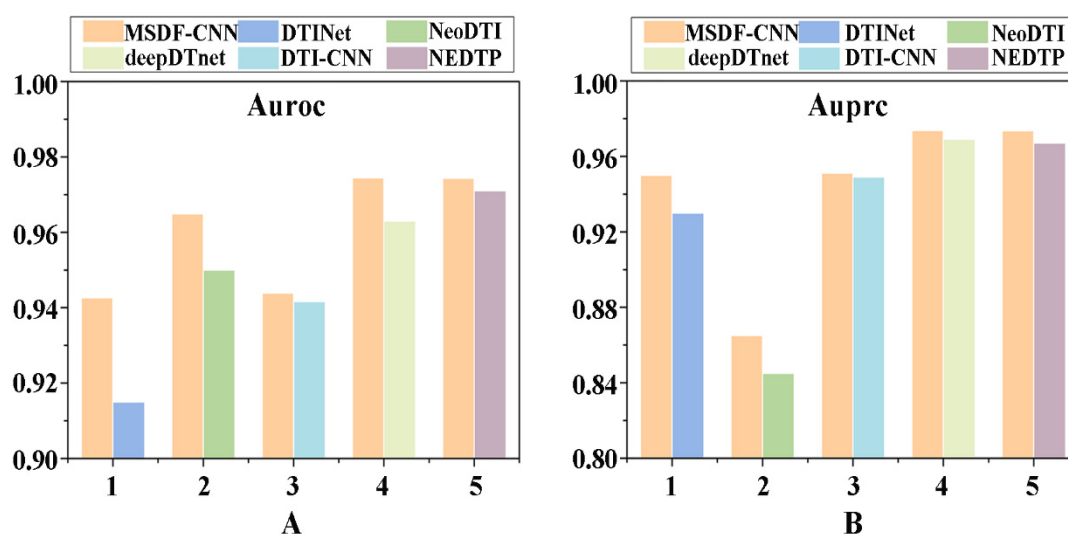 MSDF-CNN DTINet NeoDTI
deepDTnet DTI-CNN NEDTP
Auroc
1.00
0.98
0.96
0.94
0.92
0.90
1 2 3 4 5
A
MSDF-CNN DTINet NeoDTI
deepDTnet DTI-CNN NEDTP
Auprc
1.00
0.96
0.92
0.88
0.84
0.80
1 2 3 4 5
B